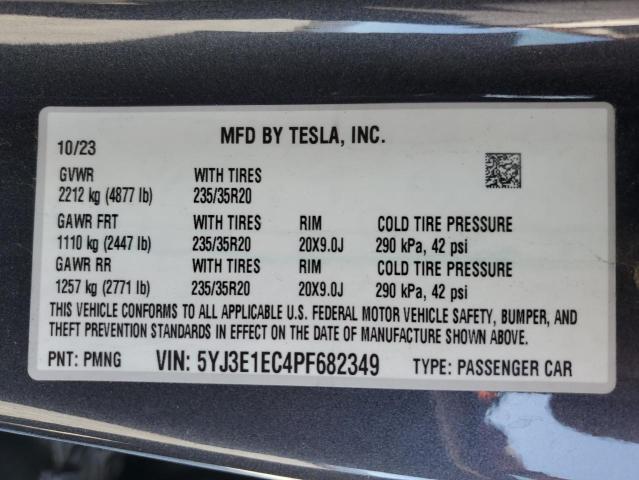 MFD BY TESLA, INC.
10/23
GVWR WITH TIRES
2212 kg (4877 lb) 235/35R20
GAWR FRT WITH TIRES RIM COLD TIRE PRESSURE
1110 kg (2447 lb) 235/35R20 20X9.0J 290 kPa, 42 psi
GAWR RR WITH TIRES RIM COLD TIRE PRESSURE
1257 kg (2771 lb) 235/35R20 20X9.0J 290 kPa, 42 psi
THIS VEHICLE CONFORMS TO ALL APPLICABLE U.S. FEDERAL MOTOR VEHICLE SAFETY, BUMPER, AND
THEFT PREVENTION STANDARDS IN EFFECT ON THE DATE OF MANUFACTURE SHOWN ABOVE.
PNT: PMNG VIN: 5YJ3E1EC4PF682349 TYPE: PASSENGER CAR